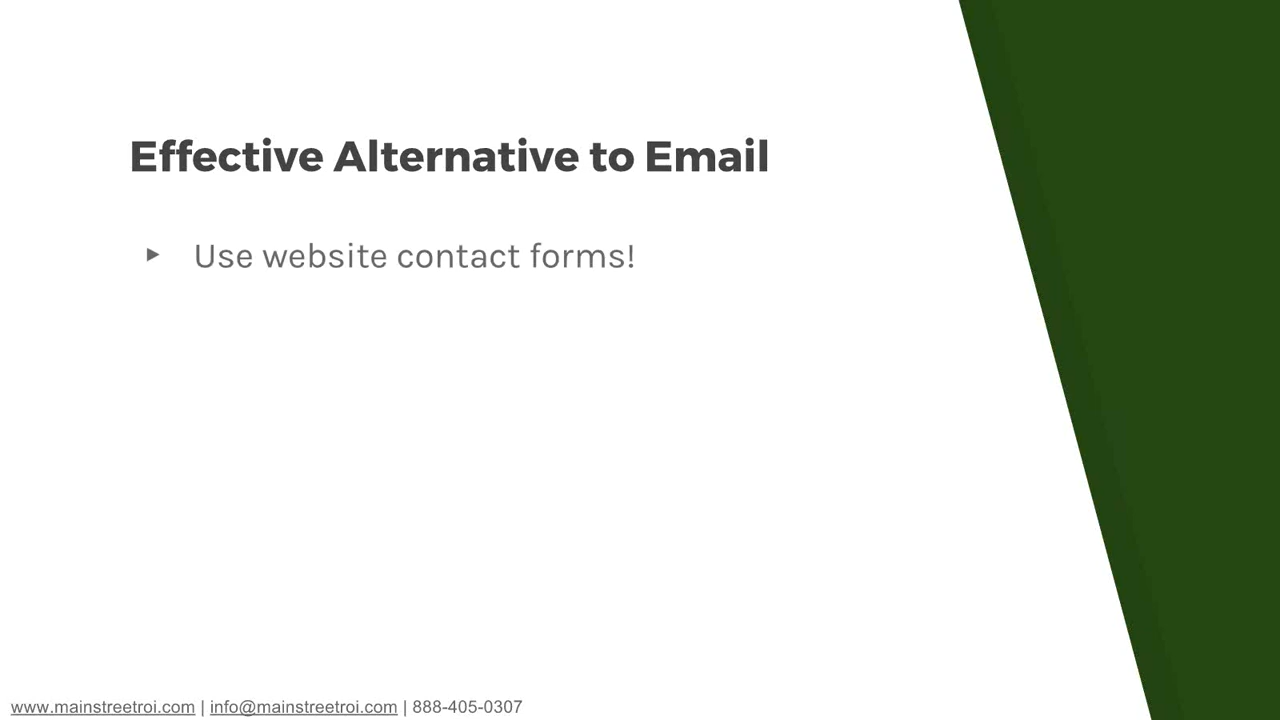 Effective Alternative to Email
▸ Use website contact forms!
www.mainstreetroi.com | info@mainstreetroi.com | 888-405-0307